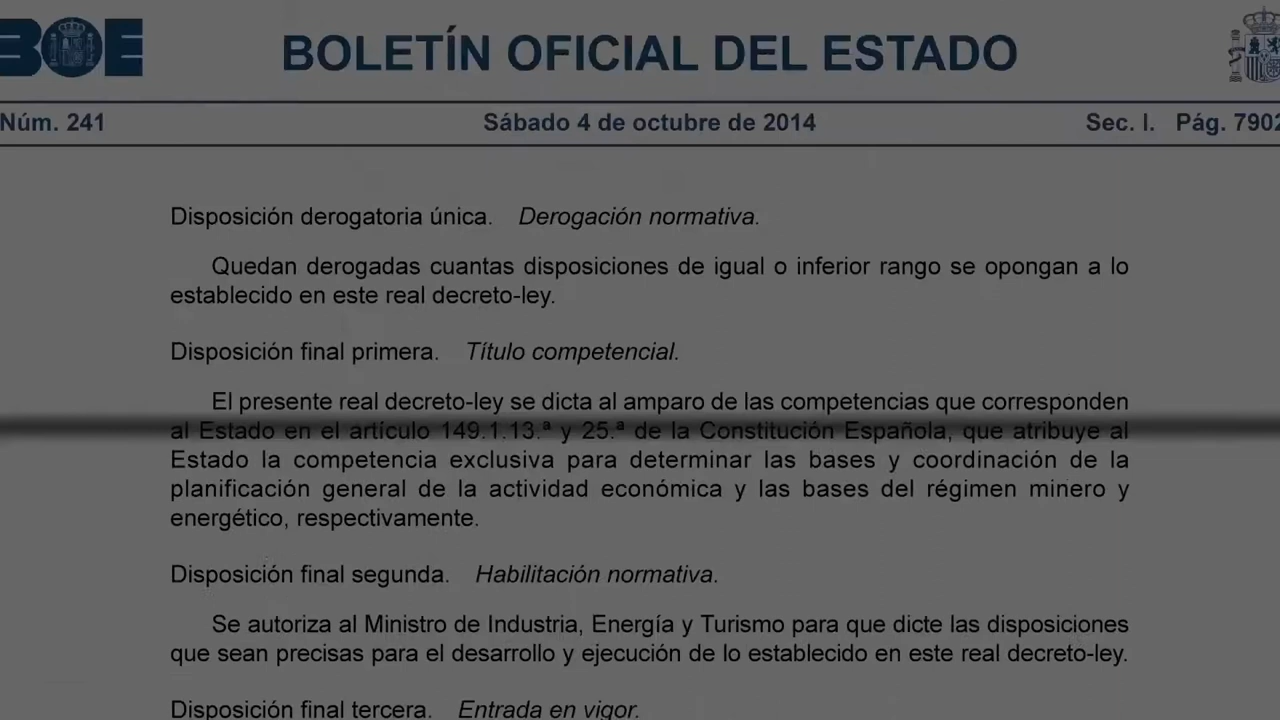 BOE
BOLETÍN OFICIAL DEL ESTADO
Núm. 241
Sábado 4 de octubre de 2014
Sec. I. Pág. 7902
Disposición derogatoria única. Derogación normativa.
Quedan derogadas cuantas disposiciones de igual o inferior rango se opongan a lo
establecido en este real decreto-ley.
Disposición final primera. Título competencial.
El presente real decreto-ley se dicta al amparo de las competencias que corresponden
al Estado en el artículo 149.1.13.ª y 25.ª de la Constitución Española, que atribuye al
Estado la competencia exclusiva para determinar las bases y coordinación de la
planificación general de la actividad económica y las bases del régimen minero y
energético, respectivamente.
Disposición final segunda. Habilitación normativa.
Se autoriza al Ministro de Industria, Energía y Turismo para que dicte las disposiciones
que sean precisas para el desarrollo y ejecución de lo establecido en este real decreto-ley.
Disposición final tercera. Entrada en vigor.